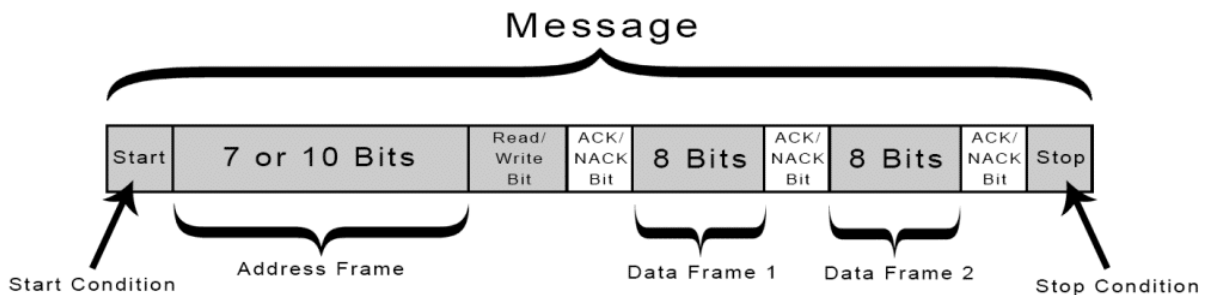 Message
Start
7 or 10 Bits
Read/
Write
Bit
ACK/
NACK
Bit
8 Bits
ACK/
NACK
Bit
8 Bits
ACK/
NACK
Bit
Stop
Start Condition
Address Frame
Data Frame 1
Data Frame 2
Stop Condition